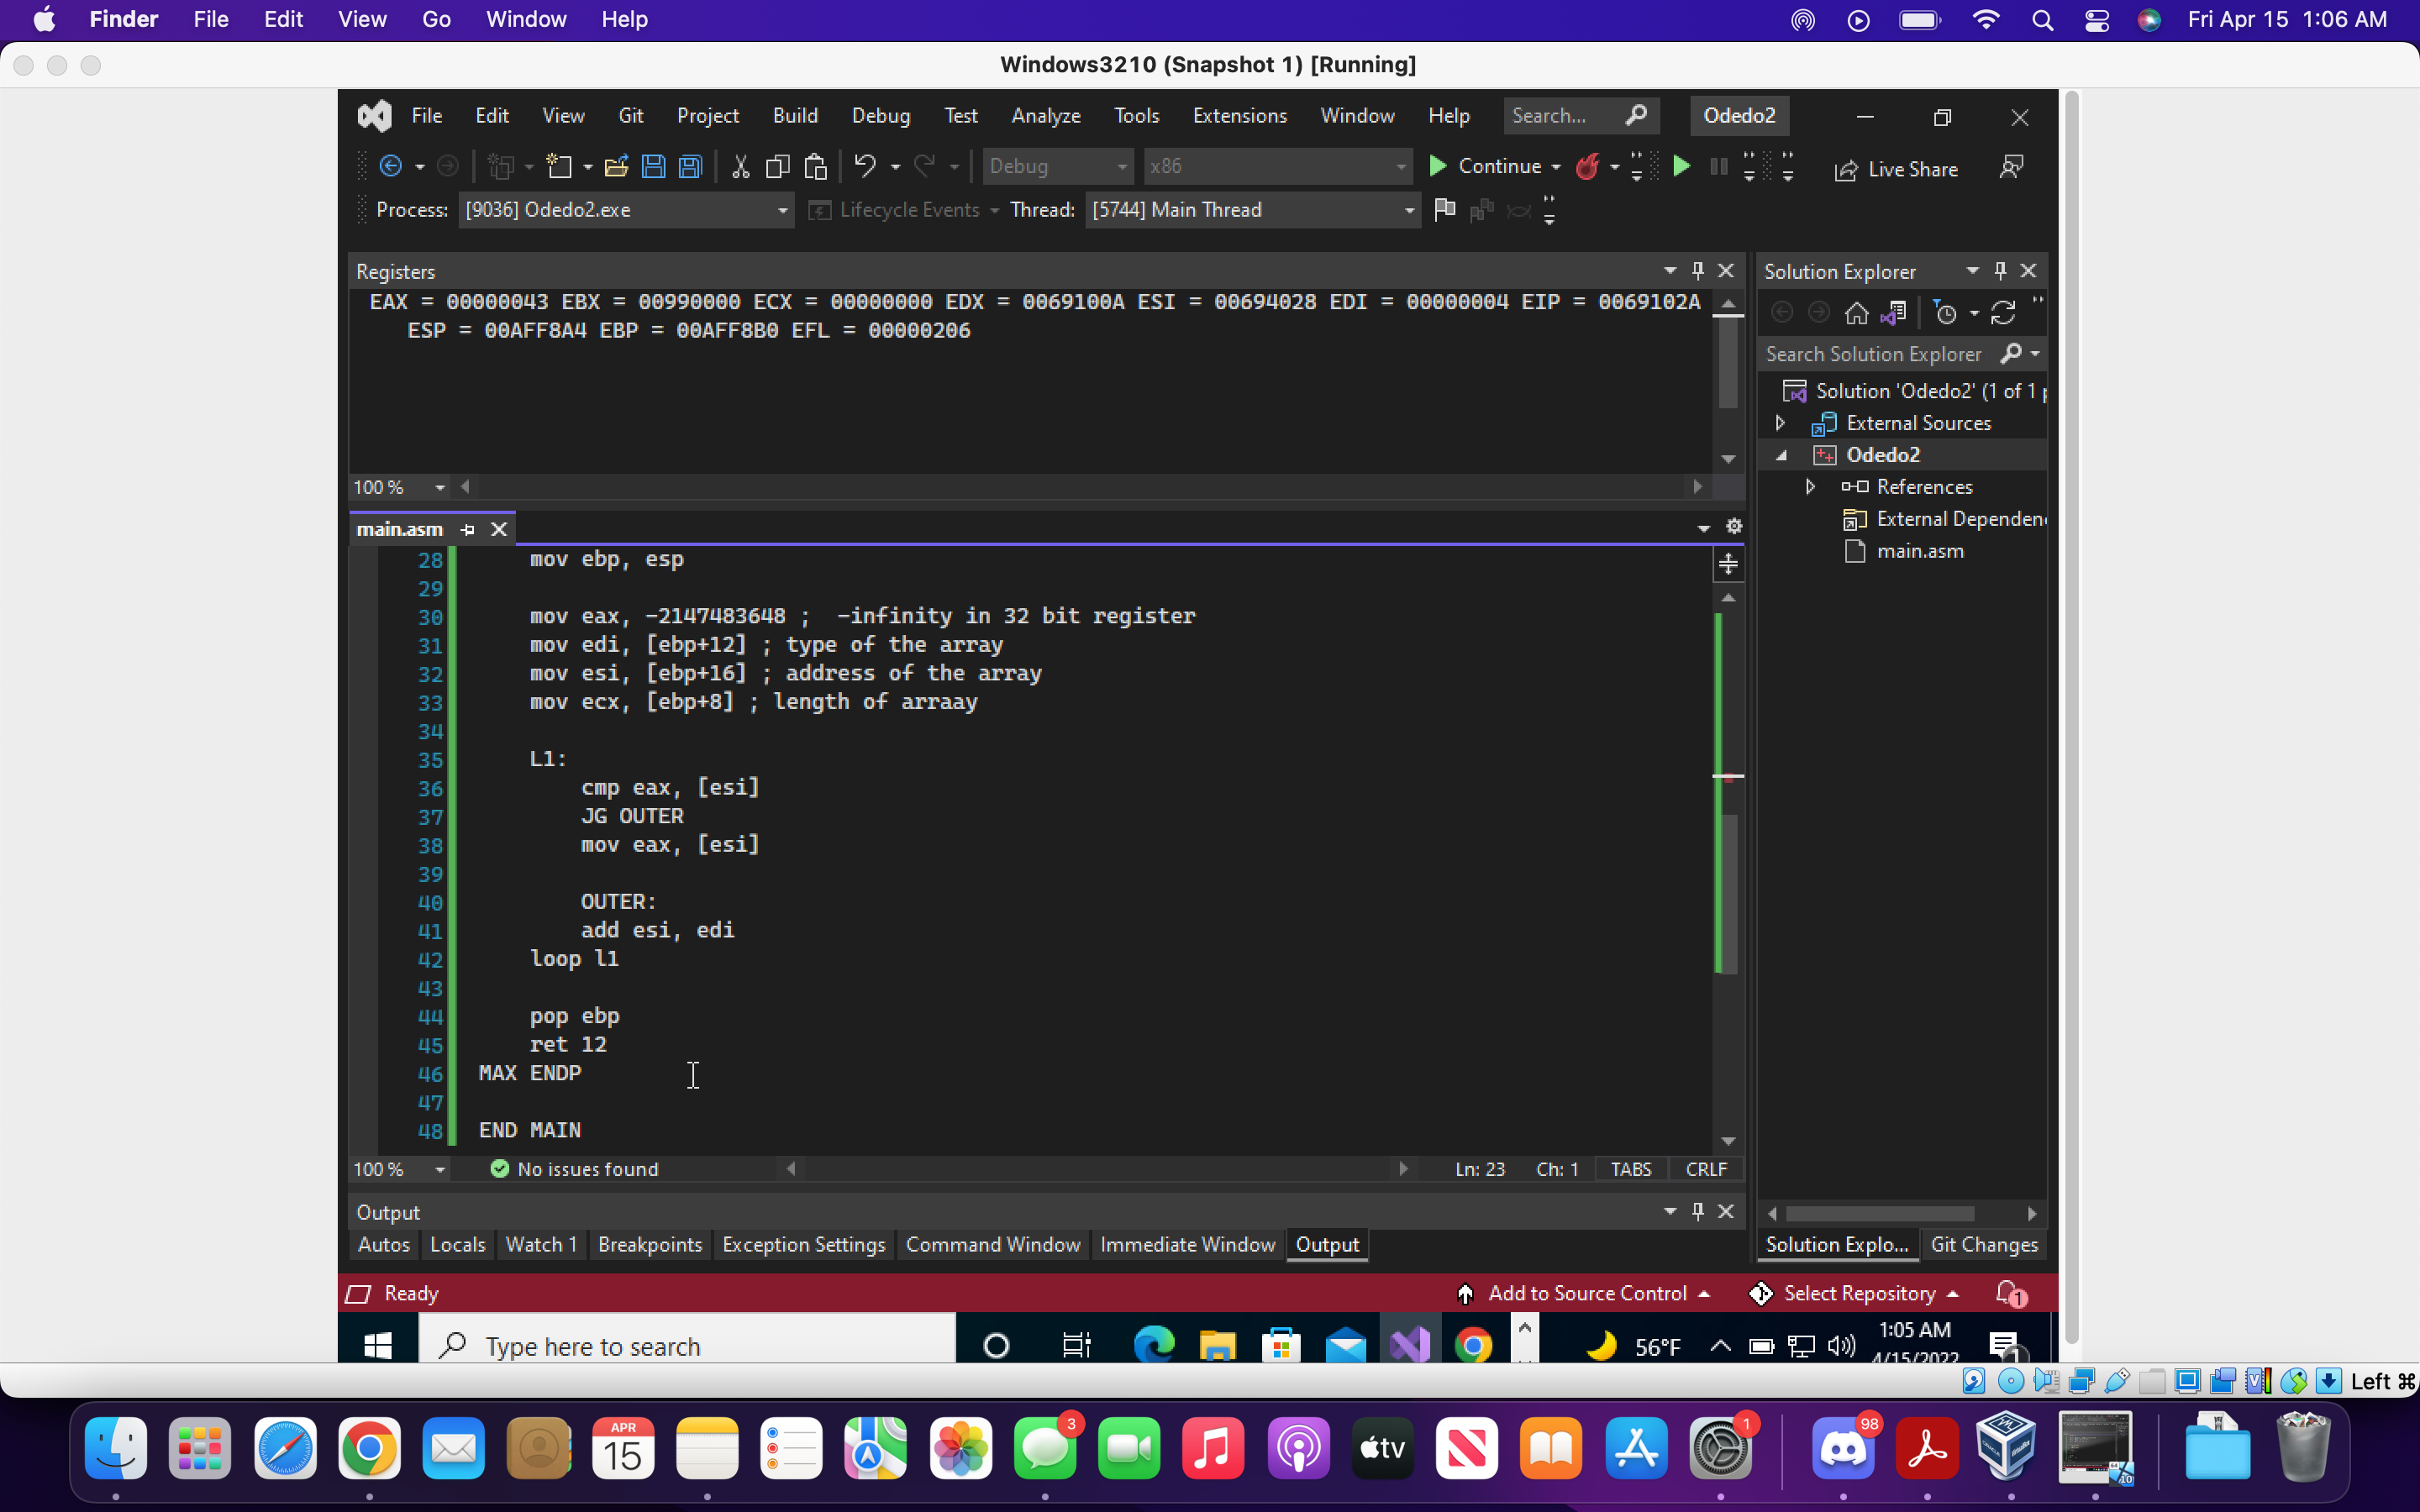 Finder File Edit View Go Window Help Fri Apr 15 1:06 AM
Windows3210 (Snapshot 1) [Running]
File Edit View Git Project Build Debug Test Analyze Tools Extensions Window Help Search... Odedo2
Debug x86 Continue Live Share
Process: [9036] Odedo2.exe Lifecycle Events Thread: [5744] Main Thread
Registers
EAX = 00000043 EBX = 00990000 ECX = 00000000 EDX = 0069100A ESI = 00694028 EDI = 00000004 EIP = 0069102A
ESP = 00AFF8A4 EBP = 00AFF8B0 EFL = 00000206
100 %
Solution Explorer
Search Solution Explorer
Solution 'Odedo2' (1 of 1 p
External Sources
Odedo2
References
External Dependen
main.asm
main.asm
28 mov ebp, esp
29
30 mov eax, -2147483648 ;  -infinity in 32 bit register
31 mov edi, [ebp+12] ; type of the array
32 mov esi, [ebp+16] ; address of the array
33 mov ecx, [ebp+8] ; length of arraay
34
35 L1:
36 cmp eax, [esi]
37 JG OUTER
38 mov eax, [esi]
39
40 OUTER:
41 add esi, edi
42 loop l1
43
44 pop ebp
45 ret 12
46 MAX ENDP
47
48 END MAIN
100 % No issues found Ln: 23 Ch: 1 TABS CRLF
Output
Autos Locals Watch 1 Breakpoints Exception Settings Command Window Immediate Window Output
Solution Explo... Git Changes
Ready Add to Source Control Select Repository 1
Type here to search 56°F 1:05 AM
4/15/2022
1
Left ⌘
APR
15
3
tv
1
98
10